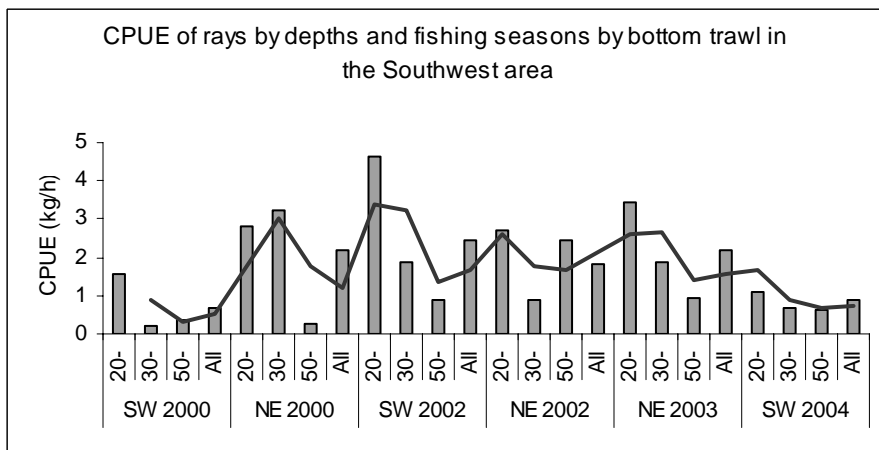 CPUE of rays by depths and fishing seasons by bottom trawl in
the Southwest area
CPUE (kg/h)
5
4
3
2
1
0
20- 30- 50- All 20- 30- 50- All 20- 30- 50- All 20- 30- 50- All 20- 30- 50- All 20- 30- 50- All
SW 2000 NE 2000 SW 2002 NE 2002 NE 2003 SW 2004